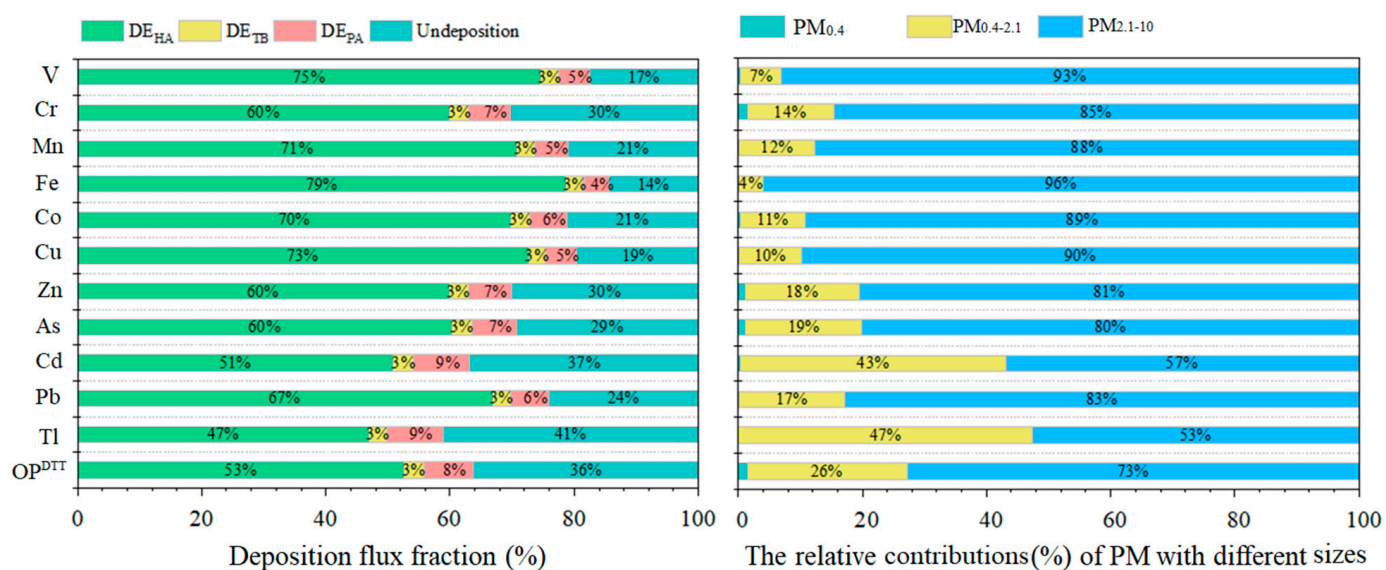 DE_HA DE_TB DE_PA Undeposition
PM0.4 PM0.4-2.1 PM2.1-10
V 75% 3% 5% 17% 7% 93%
Cr 60% 3% 7% 30% 14% 85%
Mn 71% 3% 5% 21% 12% 88%
Fe 79% 3% 4% 14% 4% 96%
Co 70% 3% 6% 21% 11% 89%
Cu 73% 3% 5% 19% 10% 90%
Zn 60% 3% 7% 30% 18% 81%
As 60% 3% 7% 29% 19% 80%
Cd 51% 3% 9% 37% 43% 57%
Pb 67% 3% 6% 24% 17% 83%
Tl 47% 3% 9% 41% 47% 53%
OP^DTT 53% 3% 8% 36% 26% 73%
0 20 40 60 80 100 0 20 40 60 80 100
Deposition flux fraction (%)
The relative contributions(%) of PM with different sizes